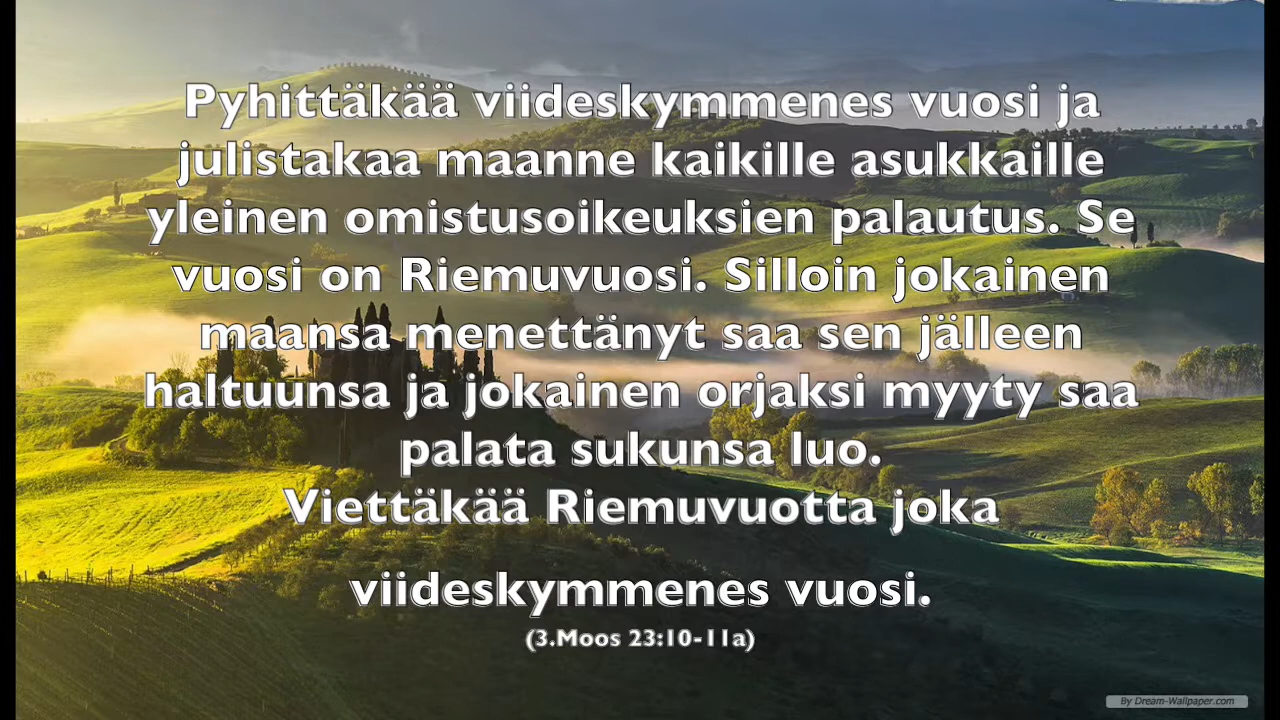 Pyhittäkää viideskymmenes vuosi ja
julistakaa maanne kaikille asukkaille
yleinen omistusoikeuksien palautus. Se
vuosi on Riemuvuosi. Silloin jokainen
maansa menettänyt saa sen jälleen
haltuunsa ja jokainen orjaksi myyty saa
palata sukunsa luo.
Viettäkää Riemuvuotta joka
viideskymmenes vuosi.
(3.Moos 23:10-11a)
By Dream-Wallpaper.com